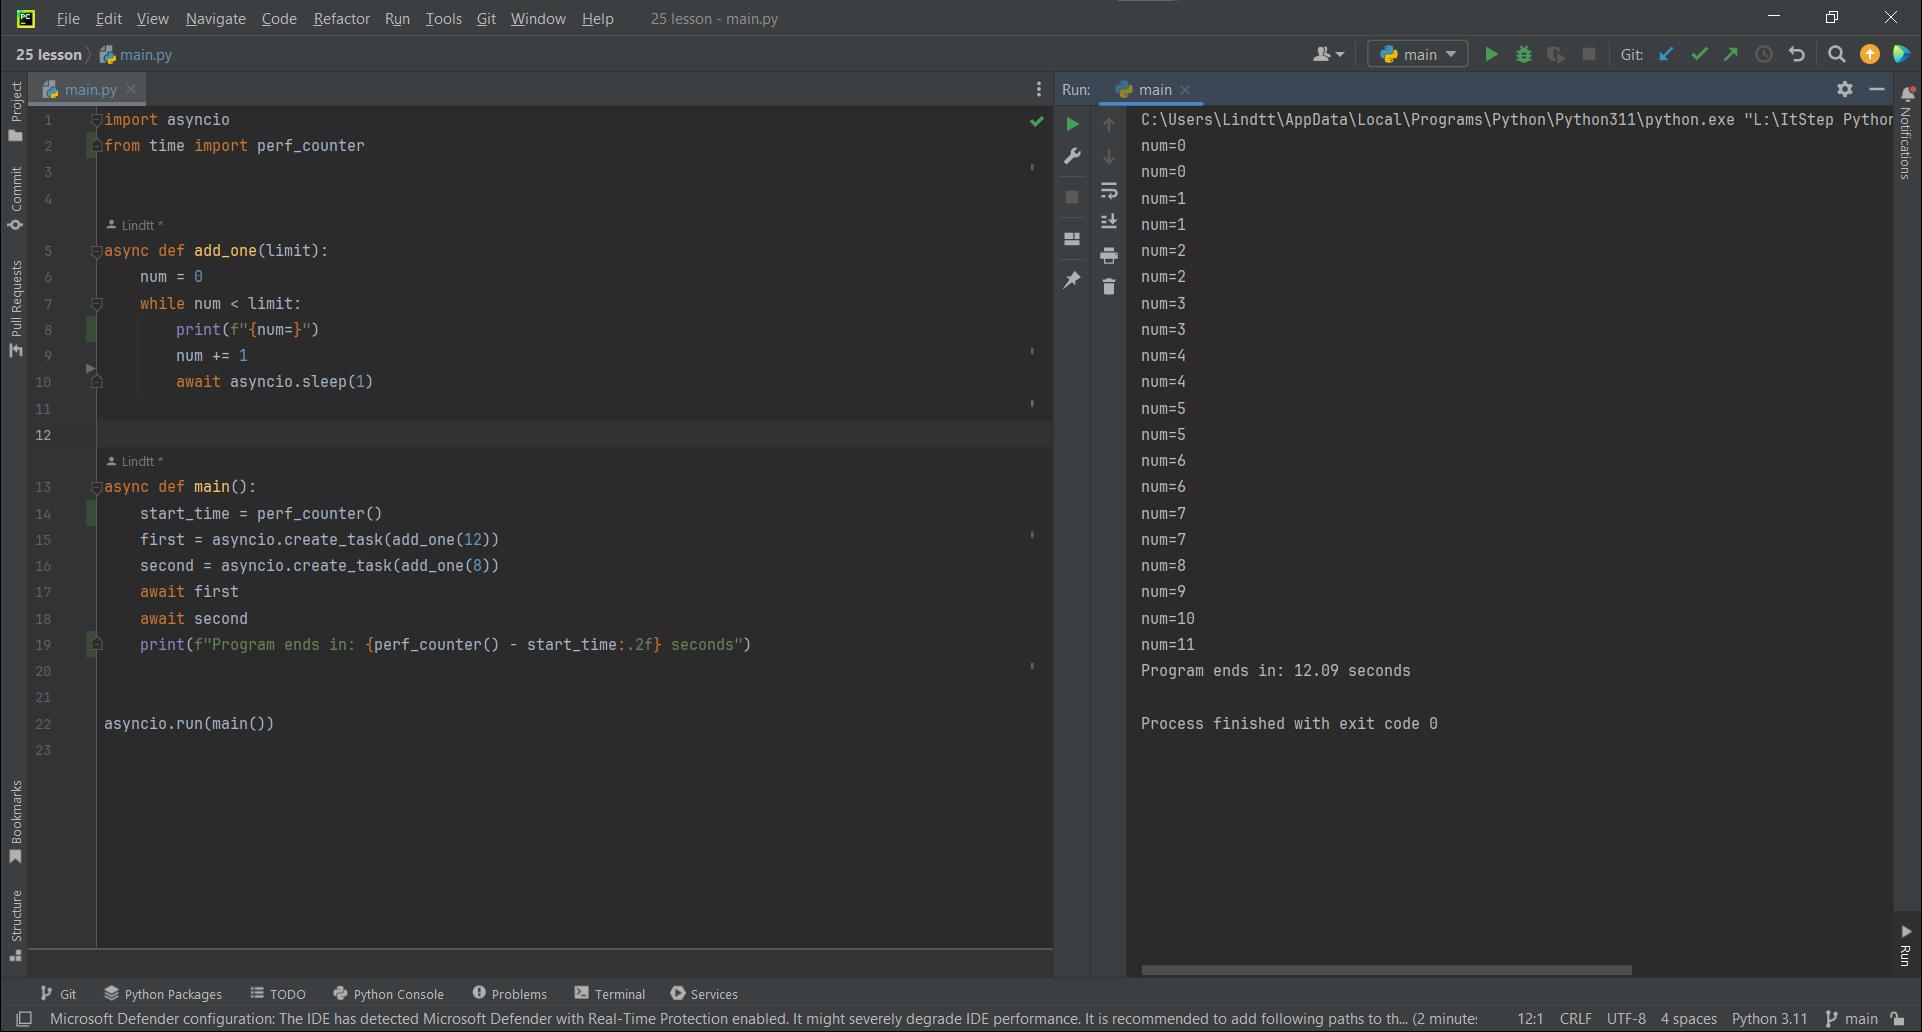 PC File Edit View Navigate Code Refactor Run Tools Git Window Help 25 lesson - main.py
25 lesson main.py main Git:
main.py Run: main
Project
Commit
Pull Requests
Bookmarks
Structure
1 import asyncio
2 from time import perf_counter
3
4
Lindtt *
5 async def add_one(limit):
6 num = 0
7 while num < limit:
8 print(f"{num=}")
9 num += 1
10 await asyncio.sleep(1)
11
12
Lindtt *
13 async def main():
14 start_time = perf_counter()
15 first = asyncio.create_task(add_one(12))
16 second = asyncio.create_task(add_one(8))
17 await first
18 await second
19 print(f"Program ends in: {perf_counter() - start_time:.2f} seconds")
20
21
22 asyncio.run(main())
23
C:\Users\Lindtt\AppData\Local\Programs\Python\Python311\python.exe "L:\ItStep Python
num=0
num=0
num=1
num=1
num=2
num=2
num=3
num=3
num=4
num=4
num=5
num=5
num=6
num=6
num=7
num=7
num=8
num=9
num=10
num=11
Program ends in: 12.09 seconds
Process finished with exit code 0
Notifications
Run
Git Python Packages TODO Python Console Problems Terminal Services
Microsoft Defender configuration: The IDE has detected Microsoft Defender with Real-Time Protection enabled. It might severely degrade IDE performance. It is recommended to add following paths to th... (2 minutes 12:1 CRLF UTF-8 4 spaces Python 3.11 main